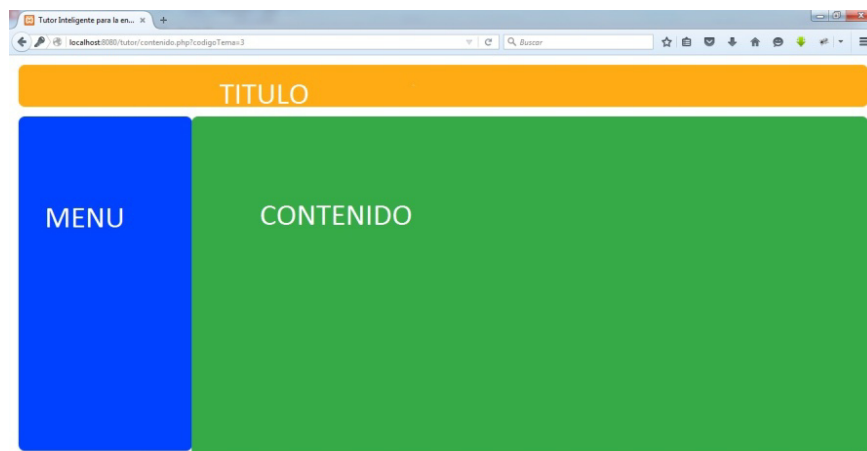 Tutor Inteligente para la en...
localhost:8080/tutor/contenido.php?codigoTema=3
Buscar
TITULO
MENU
CONTENIDO